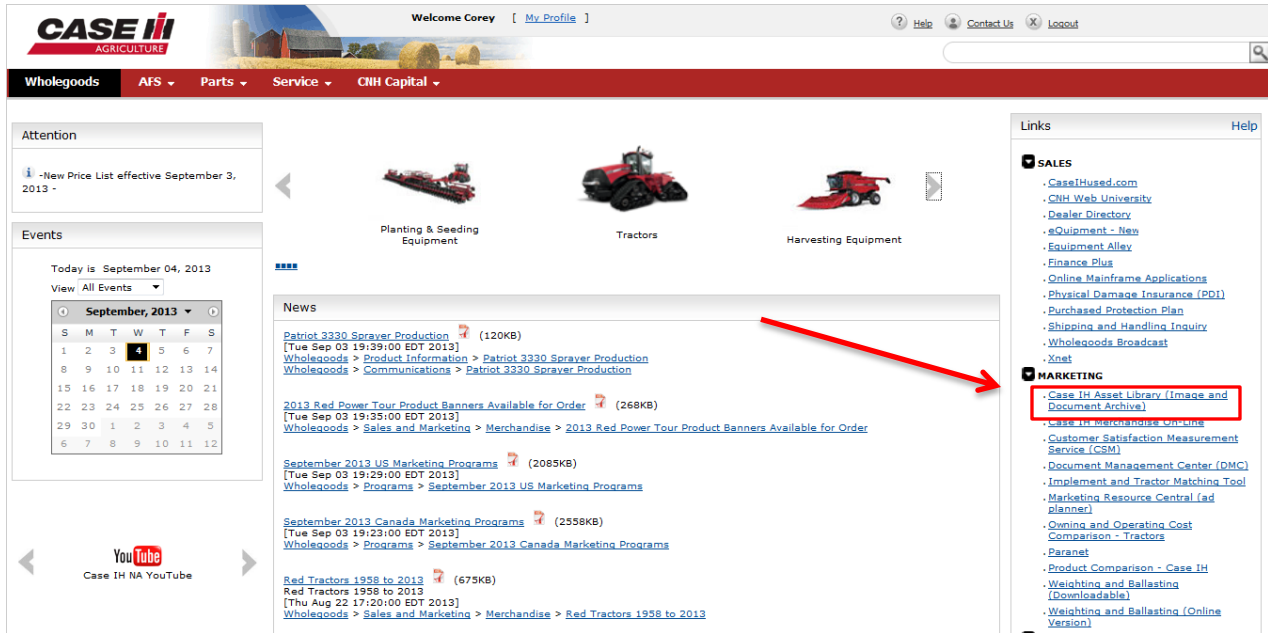 CASE IH
AGRICULTURE
Welcome Corey [ My Profile ]
? Help Contact Us X Logout
Wholegoods AFS Parts Service CNH Capital
Attention
i -New Price List effective September 3,
2013 -
Events
Today is September 04, 2013
View All Events
September, 2013
S M T W T F S
1 2 3 4 5 6 7
8 9 10 11 12 13 14
15 16 17 18 19 20 21
22 23 24 25 26 27 28
29 30 1 2 3 4 5
6 7 8 9 10 11 12
YouTube
Case IH NA YouTube
Planting & Seeding
Equipment
Tractors
Harvesting Equipment
News
Patriot 3330 Sprayer Production (120KB)
[Tue Sep 03 19:39:00 EDT 2013]
Wholegoods > Product Information > Patriot 3330 Sprayer Production
Wholegoods > Communications > Patriot 3330 Sprayer Production
2013 Red Power Tour Product Banners Available for Order (268KB)
[Tue Sep 03 19:35:00 EDT 2013]
Wholegoods > Sales and Marketing > Merchandise > 2013 Red Power Tour Product Banners Available for Order
September 2013 US Marketing Programs (2085KB)
[Tue Sep 03 19:29:00 EDT 2013]
Wholegoods > Programs > September 2013 US Marketing Programs
September 2013 Canada Marketing Programs (2558KB)
[Tue Sep 03 19:23:00 EDT 2013]
Wholegoods > Programs > September 2013 Canada Marketing Programs
Red Tractors 1958 to 2013 (675KB)
Red Tractors 1958 to 2013
[Thu Aug 22 17:20:00 EDT 2013]
Wholegoods > Sales and Marketing > Merchandise > Red Tractors 1958 to 2013
Links Help
SALES
. CaseIHused.com
. CNH Web University
. Dealer Directory
. eQuipment - New
. Equipment Alley
. Finance Plus
. Online Mainframe Applications
. Physical Damage Insurance (PDI)
. Purchased Protection Plan
. Shipping and Handling Inquiry
. Wholegoods Broadcast
. Xnet
MARKETING
. Case IH Asset Library (Image and
Document Archive)
. Case IH Merchandise On-Line
. Customer Satisfaction Measurement
Service (CSM)
. Document Management Center (DMC)
. Implement and Tractor Matching Tool
. Marketing Resource Central (ad
planner)
. Owning and Operating Cost
Comparison - Tractors
. Paranet
. Product Comparison - Case IH
. Weighting and Ballasting
(Downloadable)
. Weighting and Ballasting (Online
Version)